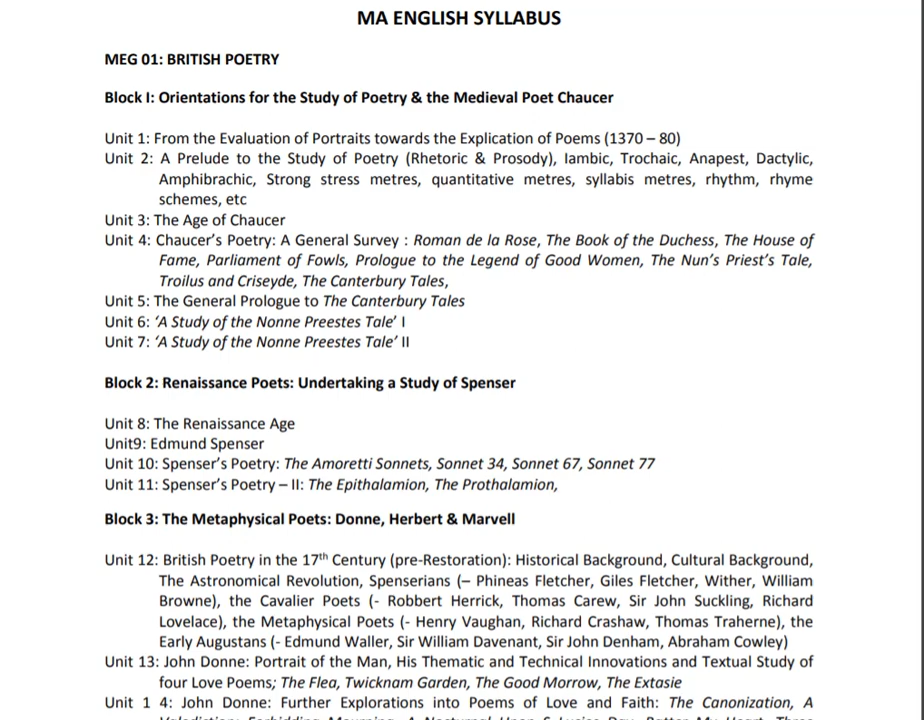 MA ENGLISH SYLLABUS
MEG 01: BRITISH POETRY
Block I: Orientations for the Study of Poetry & the Medieval Poet Chaucer
Unit 1: From the Evaluation of Portraits towards the Explication of Poems (1370 – 80)
Unit 2: A Prelude to the Study of Poetry (Rhetoric & Prosody), Iambic, Trochaic, Anapest, Dactylic,
Amphibrachic, Strong stress metres, quantitative metres, syllabis metres, rhythm, rhyme
schemes, etc
Unit 3: The Age of Chaucer
Unit 4: Chaucer's Poetry: A General Survey : Roman de la Rose, The Book of the Duchess, The House of
Fame, Parliament of Fowls, Prologue to the Legend of Good Women, The Nun's Priest's Tale,
Troilus and Criseyde, The Canterbury Tales,
Unit 5: The General Prologue to The Canterbury Tales
Unit 6: 'A Study of the Nonne Preestes Tale' I
Unit 7: 'A Study of the Nonne Preestes Tale' II
Block 2: Renaissance Poets: Undertaking a Study of Spenser
Unit 8: The Renaissance Age
Unit9: Edmund Spenser
Unit 10: Spenser's Poetry: The Amoretti Sonnets, Sonnet 34, Sonnet 67, Sonnet 77
Unit 11: Spenser's Poetry – II: The Epithalamion, The Prothalamion,
Block 3: The Metaphysical Poets: Donne, Herbert & Marvell
Unit 12: British Poetry in the 17th Century (pre-Restoration): Historical Background, Cultural Background,
The Astronomical Revolution, Spenserians (– Phineas Fletcher, Giles Fletcher, Wither, William
Browne), the Cavalier Poets (- Robbert Herrick, Thomas Carew, Sir John Suckling, Richard
Lovelace), the Metaphysical Poets (- Henry Vaughan, Richard Crashaw, Thomas Traherne), the
Early Augustans (- Edmund Waller, Sir William Davenant, Sir John Denham, Abraham Cowley)
Unit 13: John Donne: Portrait of the Man, His Thematic and Technical Innovations and Textual Study of
four Love Poems; The Flea, Twicknam Garden, The Good Morrow, The Extasie
Unit 1 4: John Donne: Further Explorations into Poems of Love and Faith: The Canonization, A